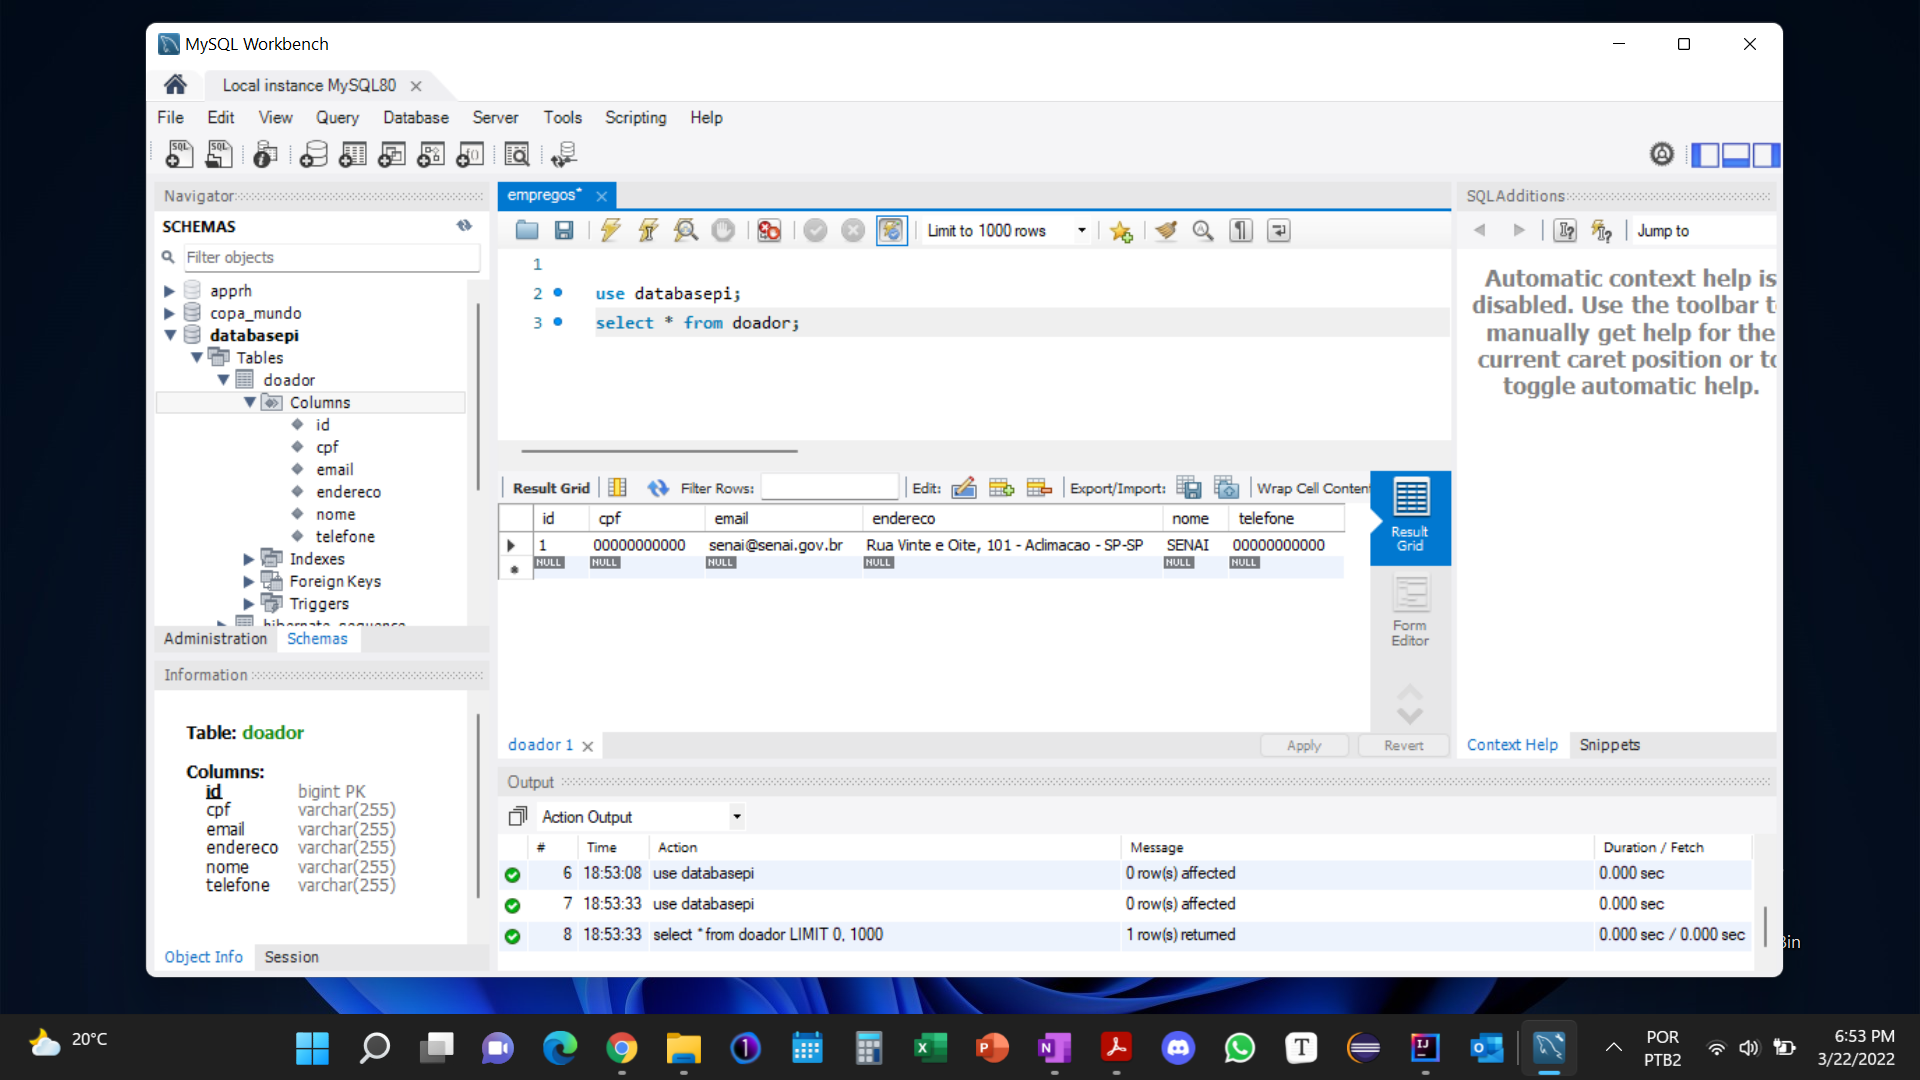 MySQL Workbench
Local instance MySQL80
File Edit View Query Database Server Tools Scripting Help
Navigator
SCHEMAS
Filter objects
apprh
copa_mundo
databasepi
Tables
doador
Columns
id
cpf
email
endereco
nome
telefone
Indexes
Foreign Keys
Triggers
hibernate_sequence
Administration Schemas
Information
Table: doador
Columns:
id bigint PK
cpf varchar(255)
email varchar(255)
endereco varchar(255)
nome varchar(255)
telefone varchar(255)
Object Info Session
empregos*
Limit to 1000 rows
1
2 use databasepi;
3 select * from doador;
Result Grid Filter Rows: Edit: Export/Import: Wrap Cell Conten
id cpf email endereco nome telefone
1 00000000000 senai@senai.gov.br Rua Vinte e Oite, 101 - Aclimacao - SP-SP SENAI 00000000000
NULL NULL NULL NULL NULL NULL
Result Grid
Form Editor
doador 1
Apply Revert
SQLAdditions
Jump to
Automatic context help is
disabled. Use the toolbar t
manually get help for the
current caret position or to
toggle automatic help.
Context Help Snippets
Output
Action Output
# Time Action Message Duration / Fetch
6 18:53:08 use databasepi 0 row(s) affected 0.000 sec
7 18:53:33 use databasepi 0 row(s) affected 0.000 sec
8 18:53:33 select * from doador LIMIT 0, 1000 1 row(s) returned 0.000 sec / 0.000 sec
20°C
POR
PTB2
6:53 PM
3/22/2022